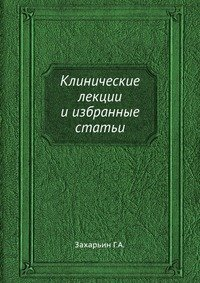 Клинические
лекции
и избранные
статьи
Захарьин Г.А.